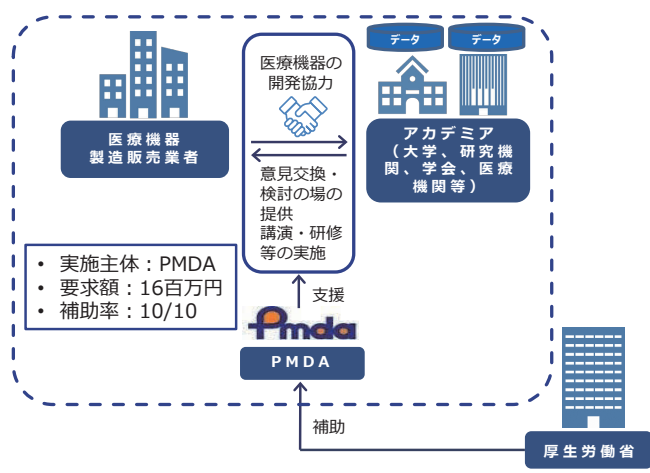 データ
データ
医療機器の
開発協力
医療機器
製造販売業者
アカデミア
（大学、研究機
関、学会、医療
機関等）
意見交換・
検討の場の
提供
講演・研修
等の実施
• 実施主体：PMDA
• 要求額：16百万円
• 補助率：10/10
支援
Pmda
PMDA
補助
厚生労働省